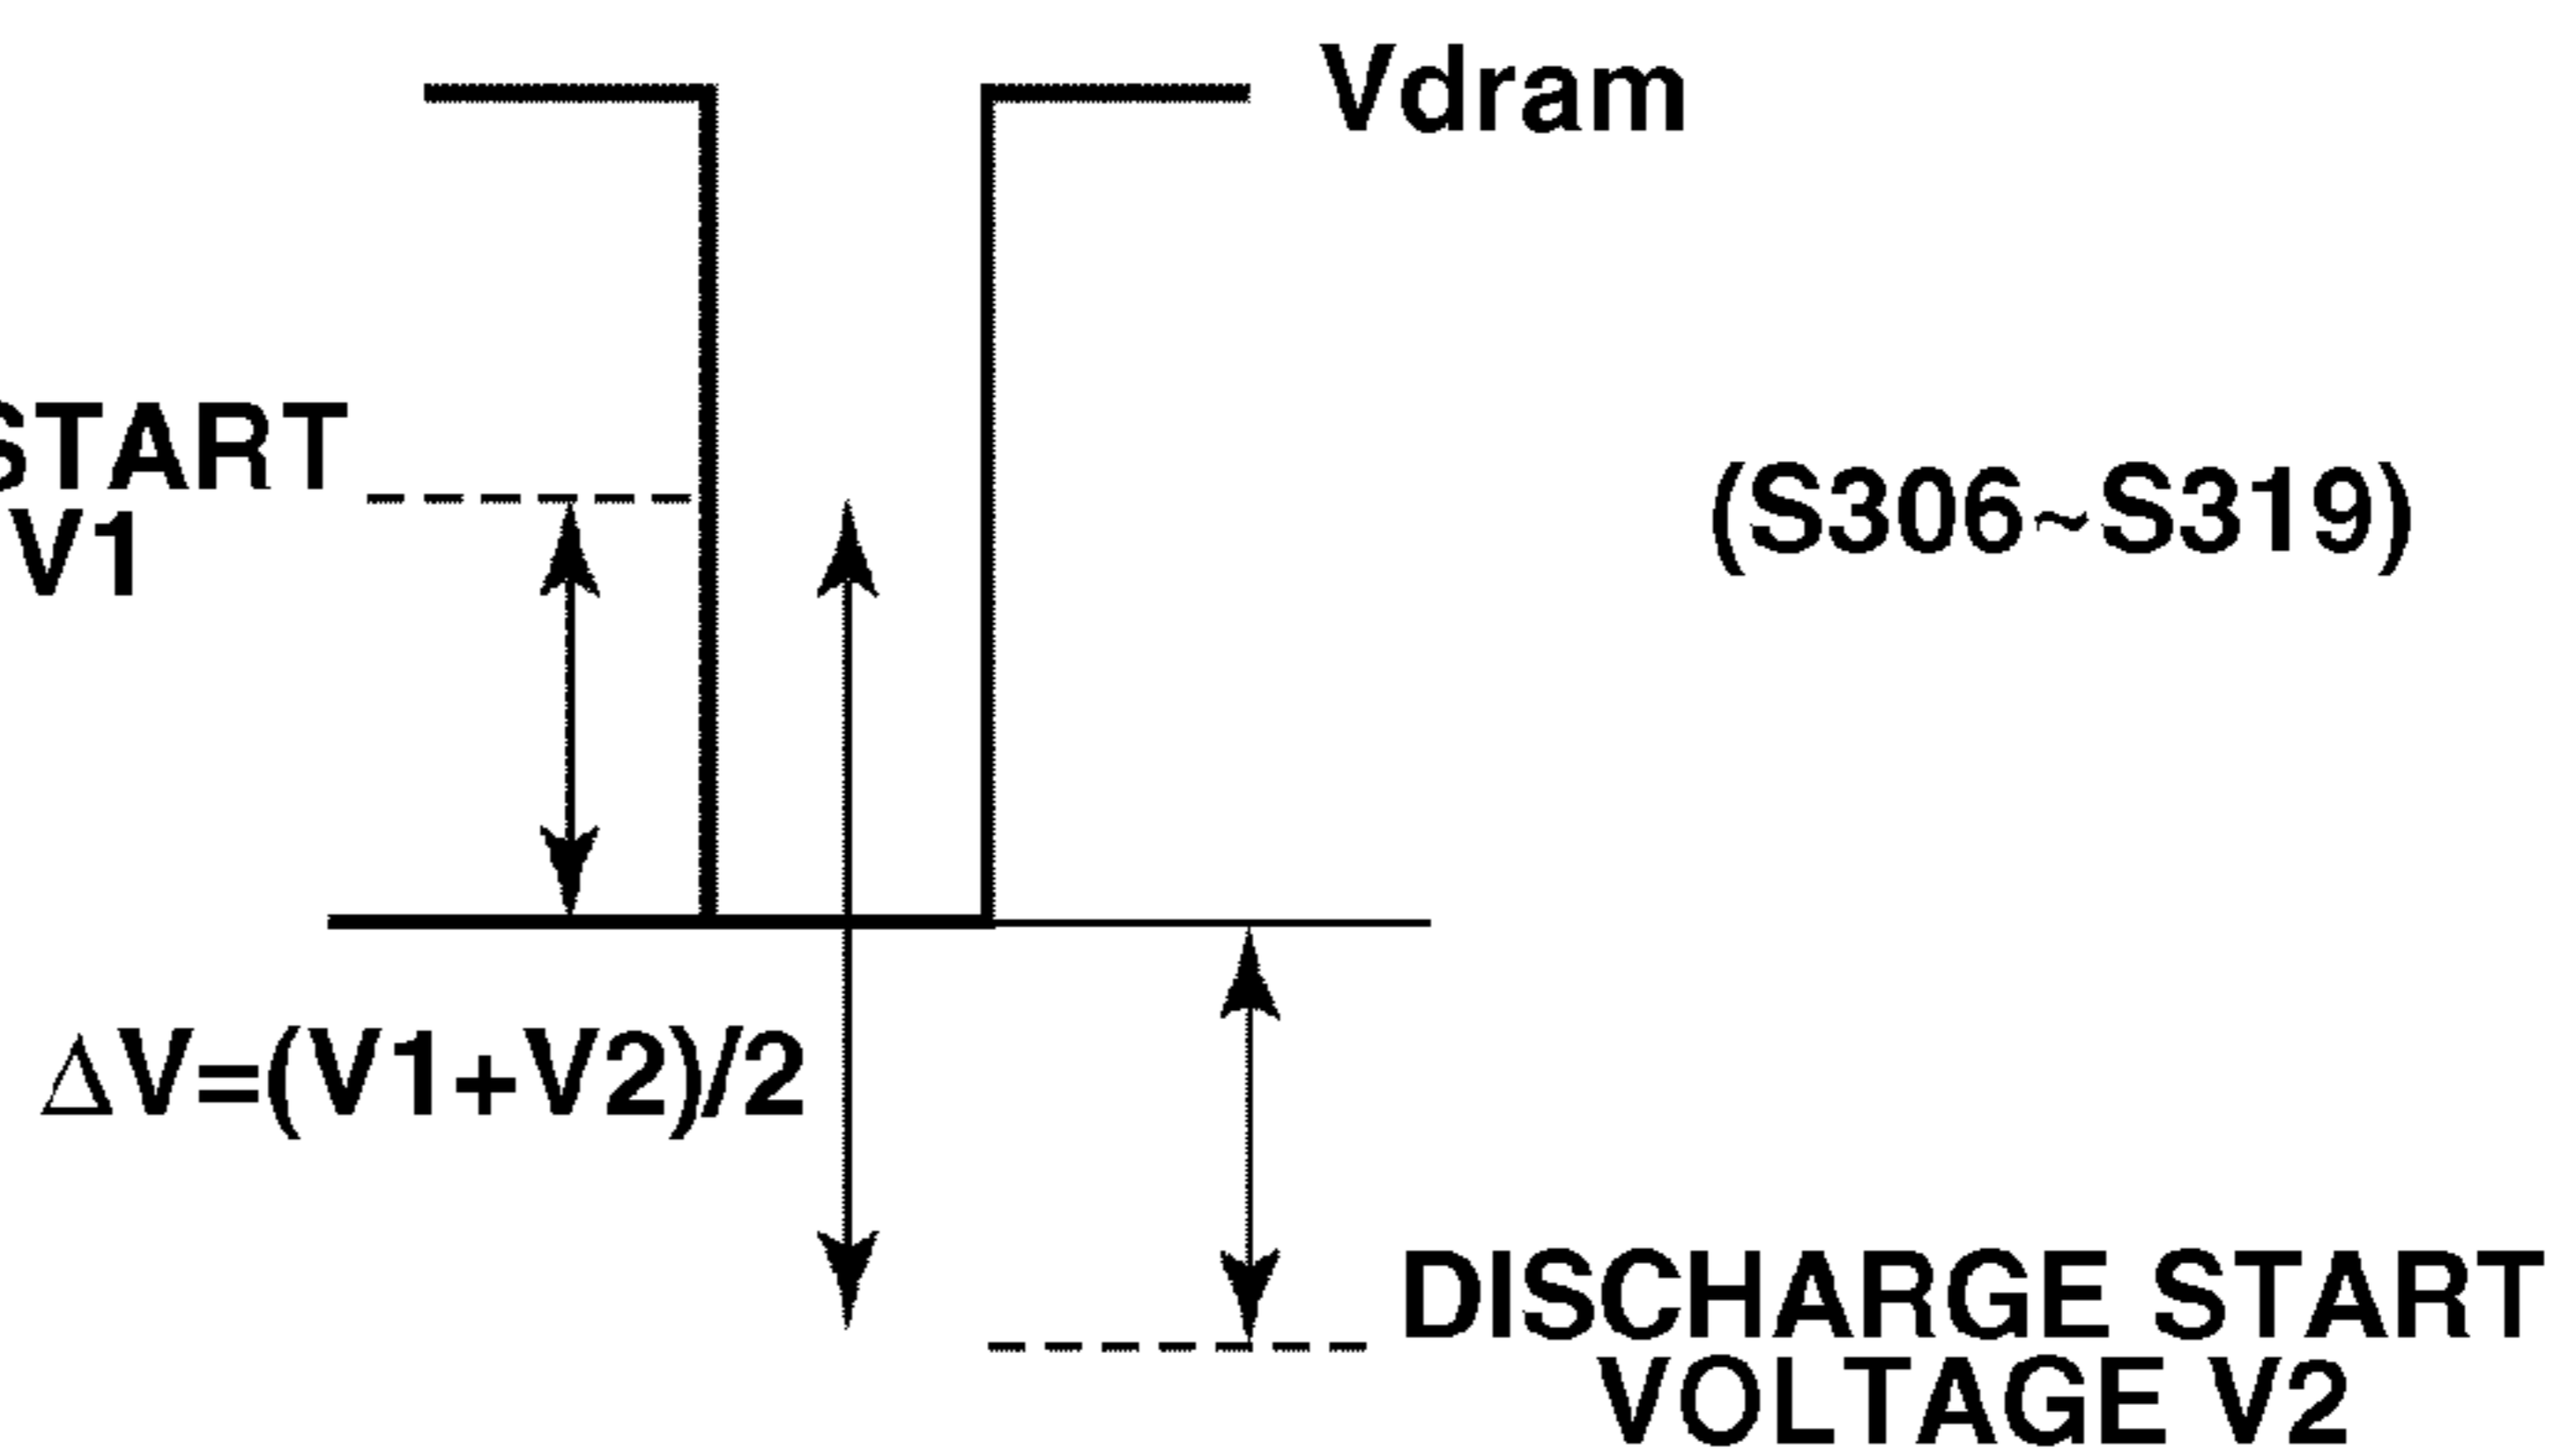 Vdram
START
V1
(S306~S319)
ΔV=(V1+V2)/2
DISCHARGE START
VOLTAGE V2